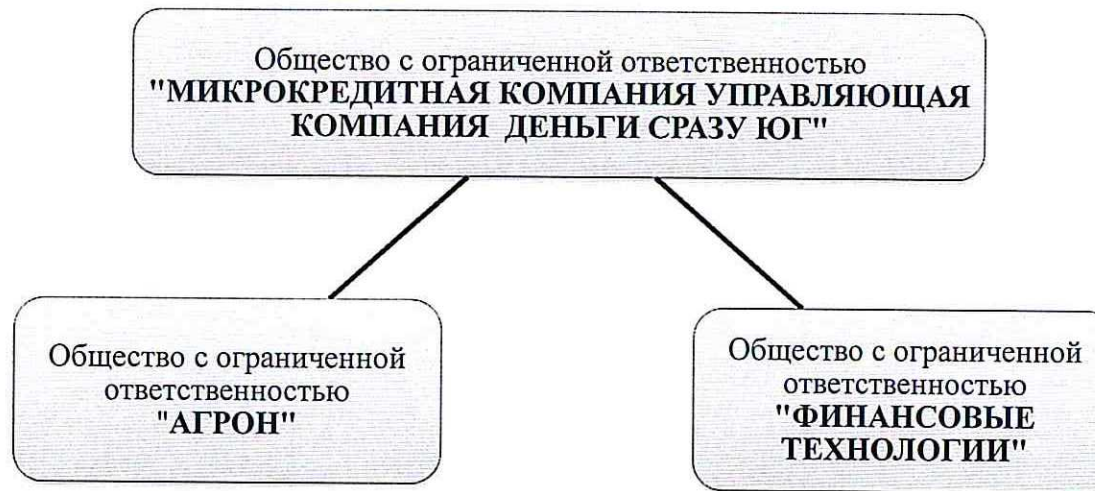 Общество с ограниченной ответственностью
"МИКРОКРЕДИТНАЯ КОМПАНИЯ УПРАВЛЯЮЩАЯ
КОМПАНИЯ ДЕНЬГИ СРАЗУ ЮГ"
Общество с ограниченной
ответственностью
"АГРОН"
Общество с ограниченной
ответственностью
"ФИНАНСОВЫЕ
ТЕХНОЛОГИИ"